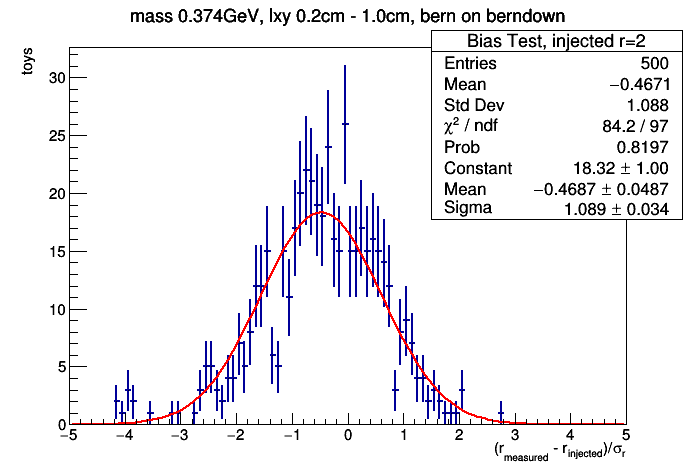 mass 0.374GeV, lxy 0.2cm - 1.0cm, bern on berndown
Bias Test, injected r=2
Entries 500
Mean −0.4671
Std Dev 1.088
χ² / ndf 84.2 / 97
Prob 0.8197
Constant 18.32 ± 1.00
Mean −0.4687 ± 0.0487
Sigma 1.089 ± 0.034
toys
30
25
20
15
10
5
0
−5 −4 −3 −2 −1 0 1 2 3 4 5
(r_measured - r_injected)/σ_r